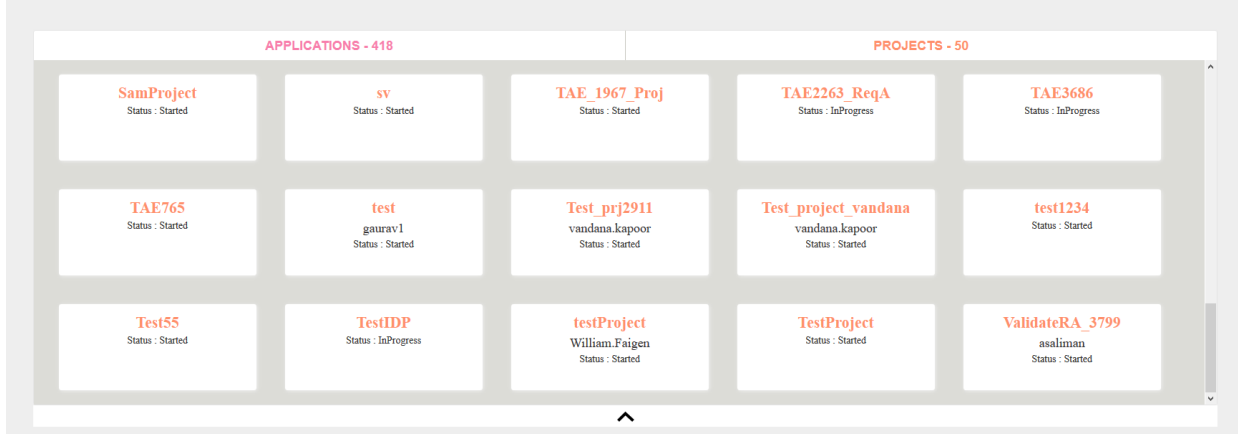 APPLICATIONS - 418
PROJECTS - 50
SamProject
Status : Started
sv
Status : Started
TAE_1967_Proj
Status : Started
TAE2263_ReqA
Status : InProgress
TAE3686
Status : InProgress
TAE765
Status : Started
test
gaurav1
Status : Started
Test_prj2911
vandana.kapoor
Status : Started
Test_project_vandana
vandana.kapoor
Status : Started
test1234
Status : Started
Test55
Status : Started
TestIDP
Status : InProgress
testProject
William.Faigen
Status : Started
TestProject
Status : Started
ValidateRA_3799
asaliman
Status : Started